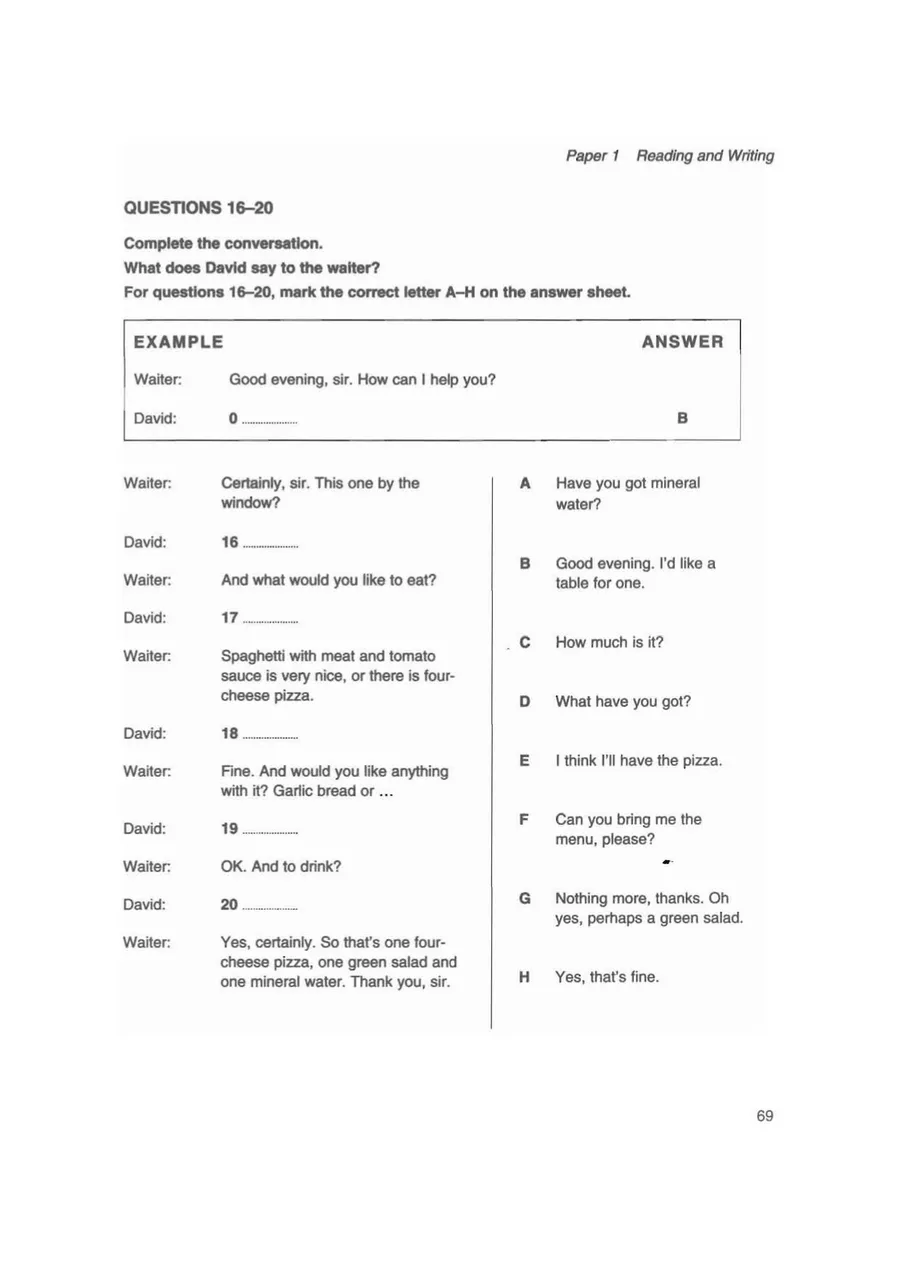 Paper 1 Reading and Writing
QUESTIONS 16–20
Complete the conversation.
What does David say to the waiter?
For questions 16–20, mark the correct letter A–H on the answer sheet.
EXAMPLE ANSWER
Waiter: Good evening, sir. How can I help you?
David: 0 ..................... B
Waiter: Certainly, sir. This one by the
window?
David: 16 .....................
Waiter: And what would you like to eat?
David: 17 .....................
Waiter: Spaghetti with meat and tomato
sauce is very nice, or there is four-
cheese pizza.
David: 18 .....................
Waiter: Fine. And would you like anything
with it? Garlic bread or ...
David: 19 .....................
Waiter: OK. And to drink?
David: 20 .....................
Waiter: Yes, certainly. So that's one four-
cheese pizza, one green salad and
one mineral water. Thank you, sir.
A Have you got mineral
water?
B Good evening. I'd like a
table for one.
C How much is it?
D What have you got?
E I think I'll have the pizza.
F Can you bring me the
menu, please?
G Nothing more, thanks. Oh
yes, perhaps a green salad.
H Yes, that's fine.
69